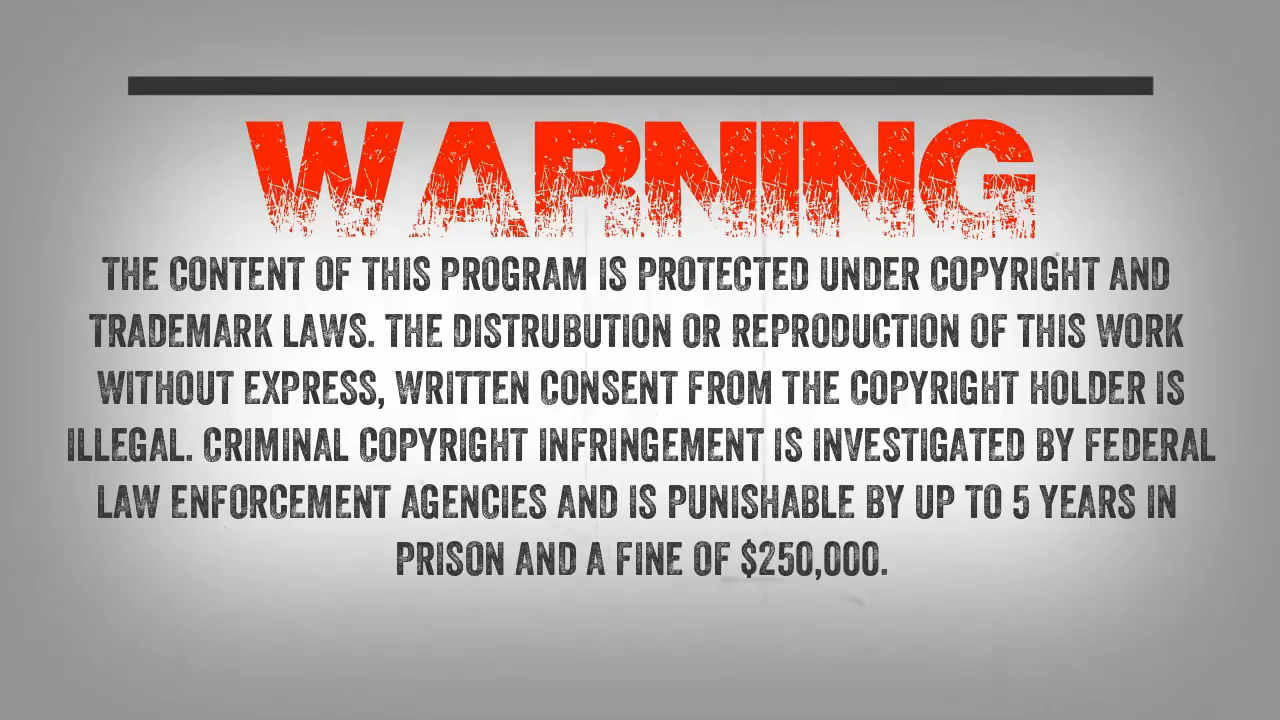 WARNING
THE CONTENT OF THIS PROGRAM IS PROTECTED UNDER COPYRIGHT AND
TRADEMARK LAWS. THE DISTRUBUTION OR REPRODUCTION OF THIS WORK
WITHOUT EXPRESS, WRITTEN CONSENT FROM THE COPYRIGHT HOLDER IS
ILLEGAL. CRIMINAL COPYRIGHT INFRINGEMENT IS INVESTIGATED BY FEDERAL
LAW ENFORCEMENT AGENCIES AND IS PUNISHABLE BY UP TO 5 YEARS IN
PRISON AND A FINE OF $250,000.